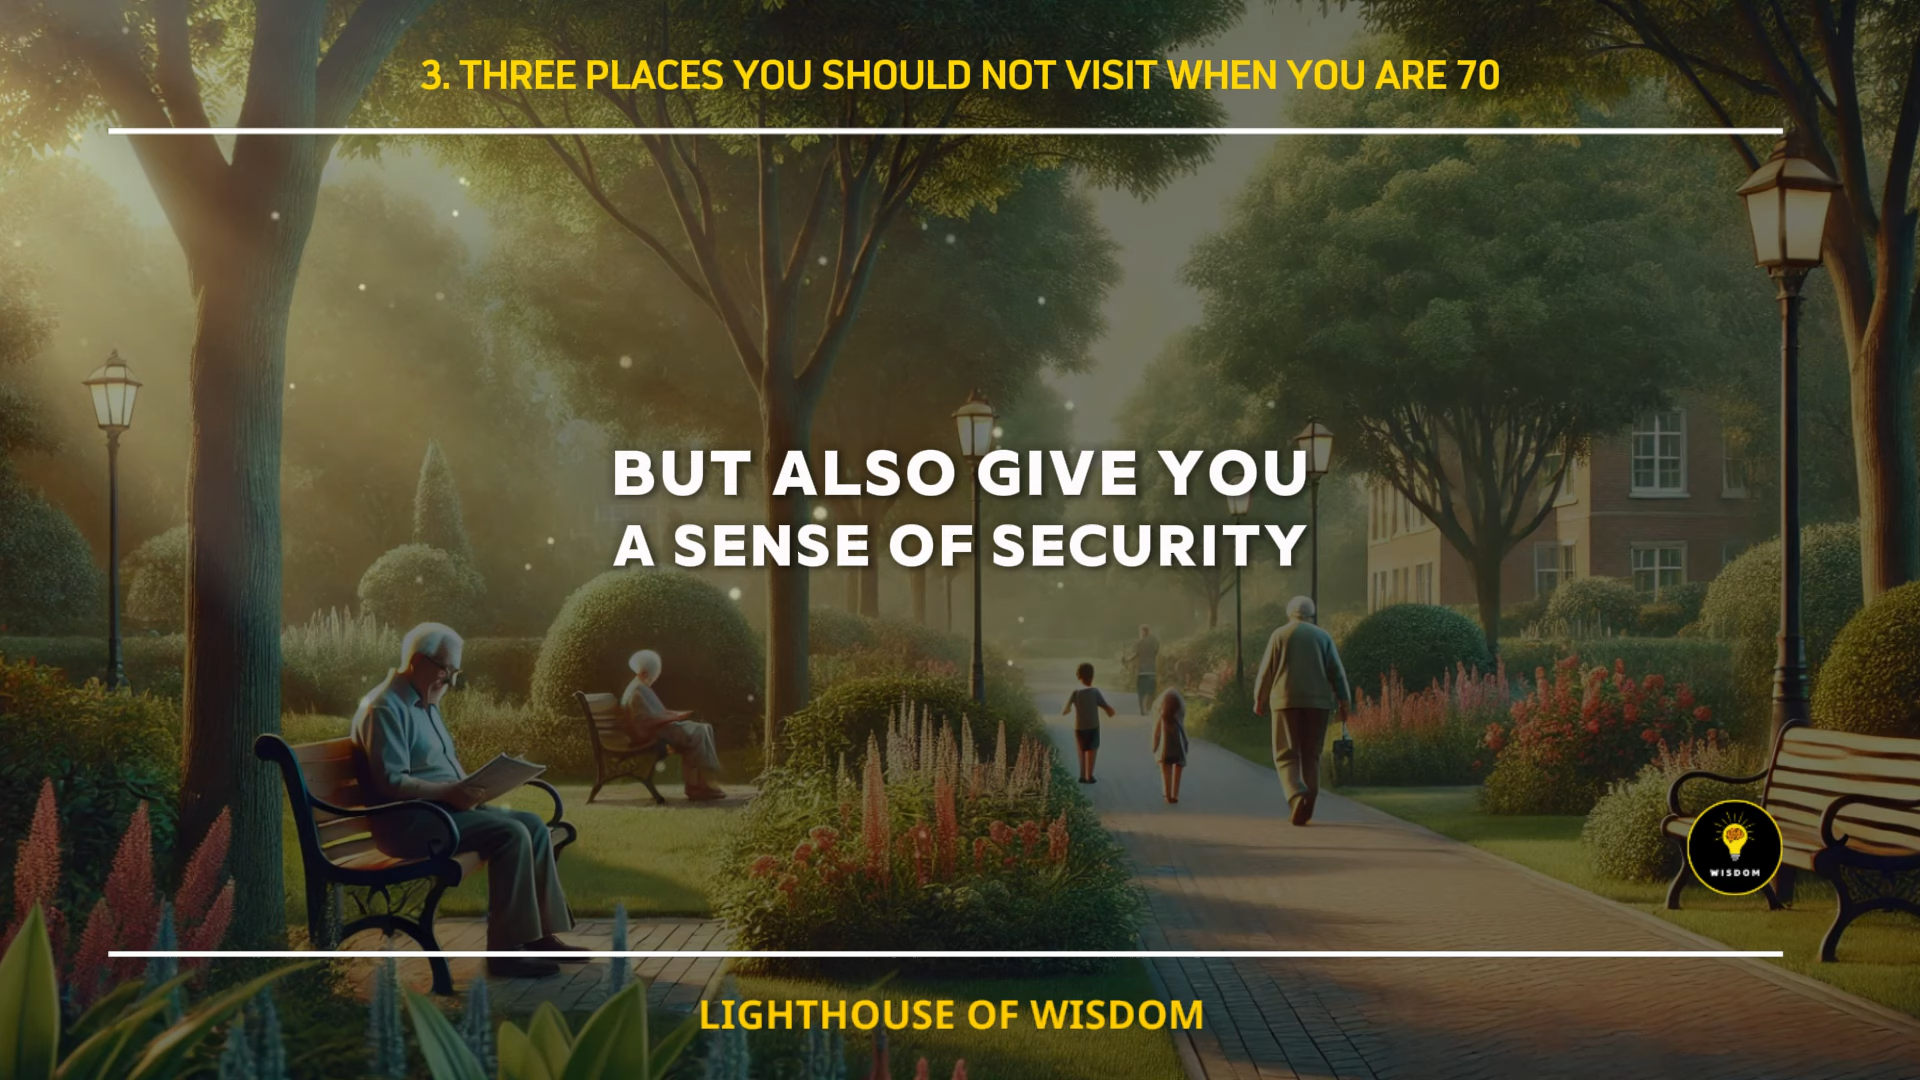 3. THREE PLACES YOU SHOULD NOT VISIT WHEN YOU ARE 70
BUT ALSO GIVE YOU
A SENSE OF SECURITY
WISDOM
LIGHTHOUSE OF WISDOM